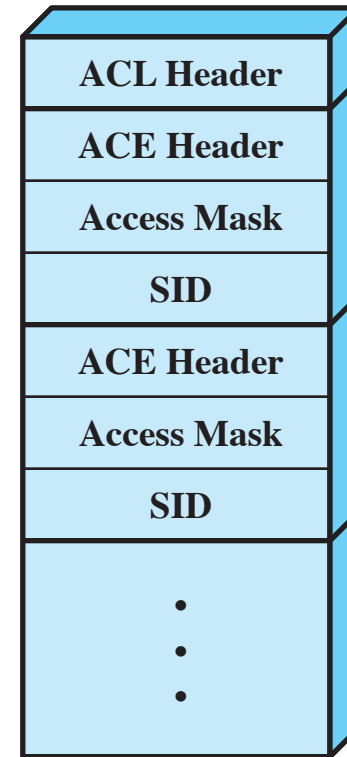 ACL Header
ACE Header
Access Mask
SID
ACE Header
Access Mask
SID